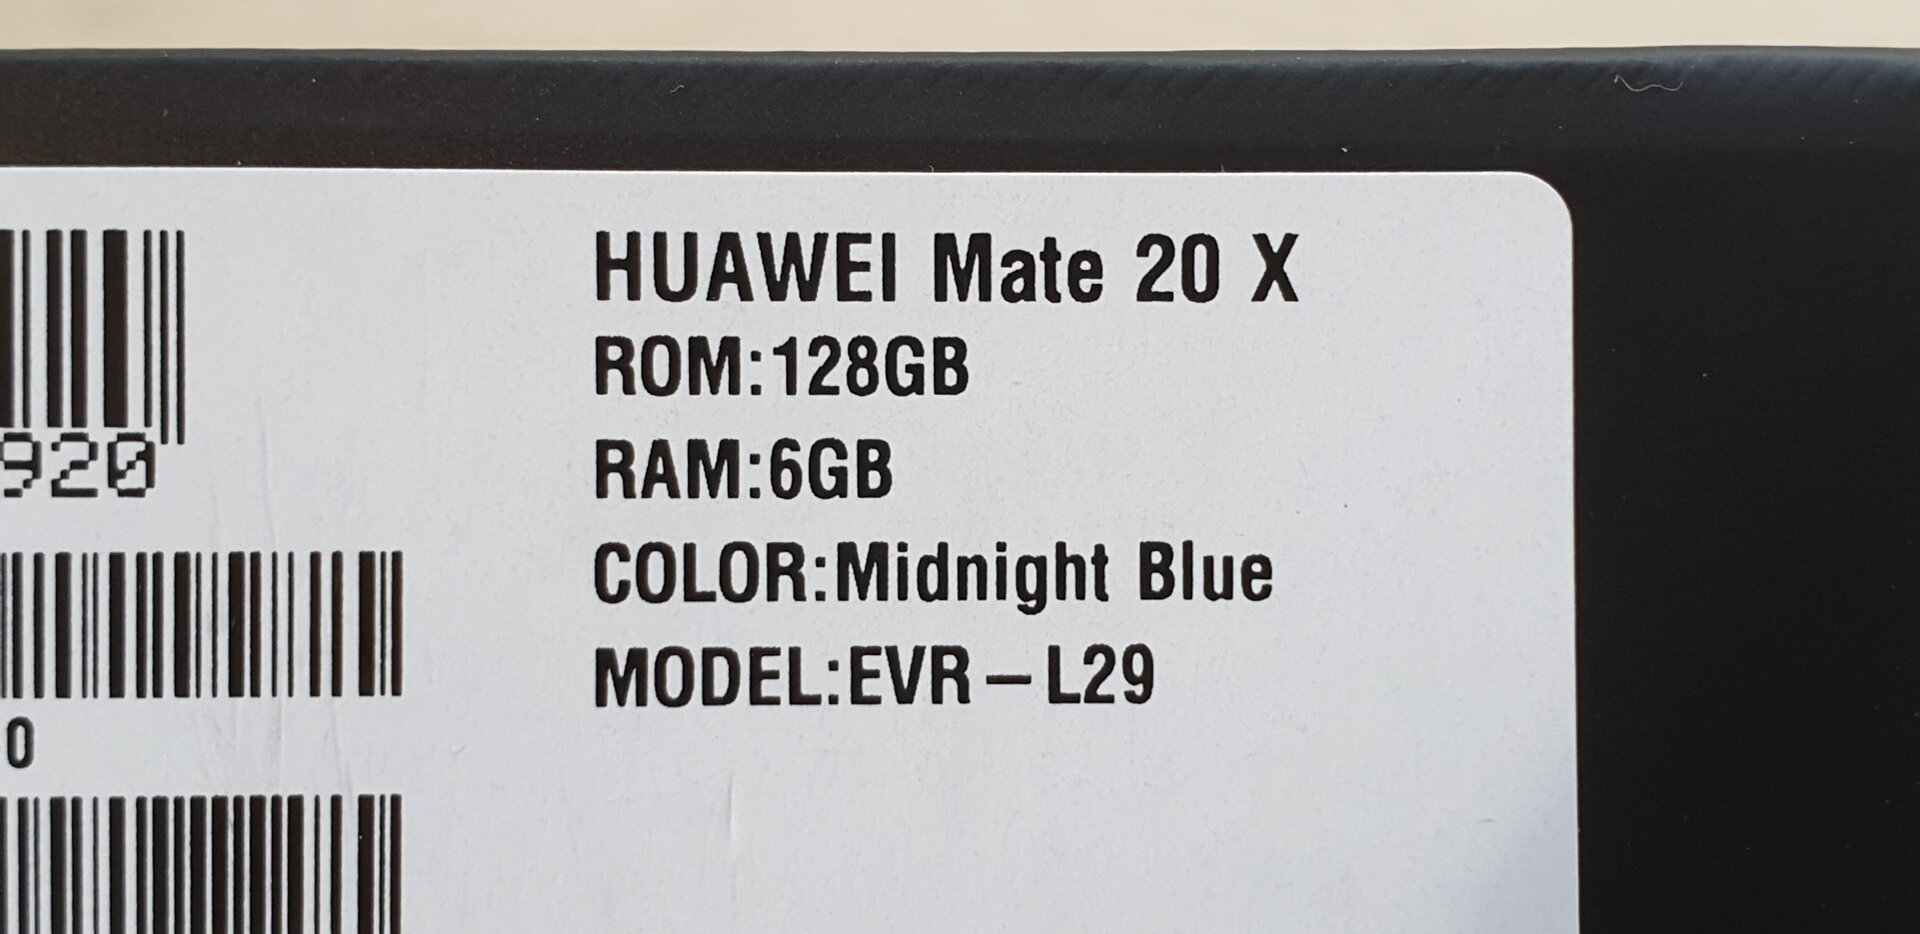 HUAWEI Mate 20 X
ROM:128GB
RAM:6GB
COLOR:Midnight Blue
MODEL:EVR-L29
920
0